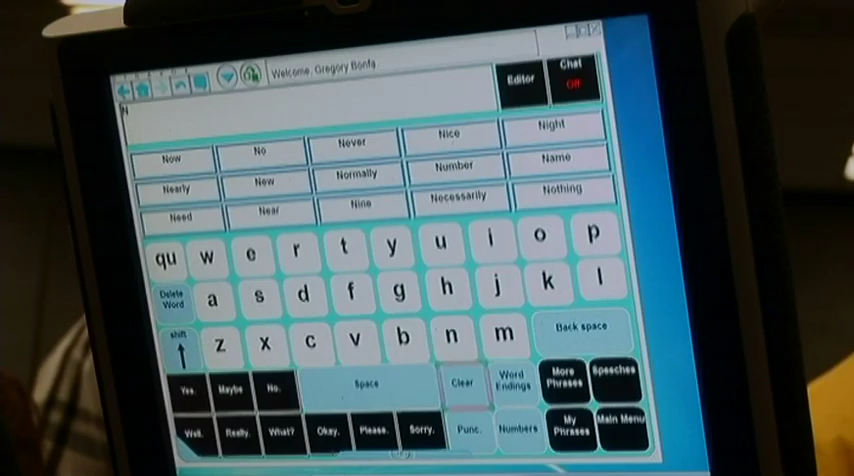 Welcome, Gregory Bonfa
N
Editor
Chat
Off
Now No Never Nice Night
Nearly New Normally Number Name
Need Near Nine Necessarily Nothing
qu w e r t y u i o p
Delete Word
a s d f g h j k l
shift
z x c v b n m Back space
Yes. Maybe No. Space Clear Word Endings More Phrases Speeches
Well. Really. What? Okay. Please. Sorry. Punc. Numbers My Phrases Main Menu